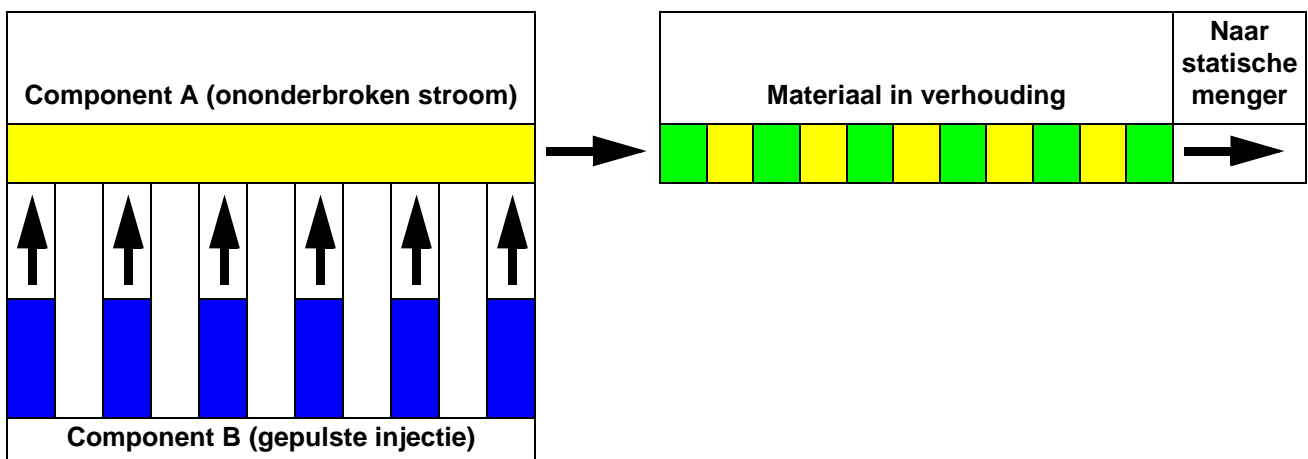 Component A (ononderbroken stroom)
Component B (gepulste injectie)
Materiaal in verhouding
Naar
statische
menger